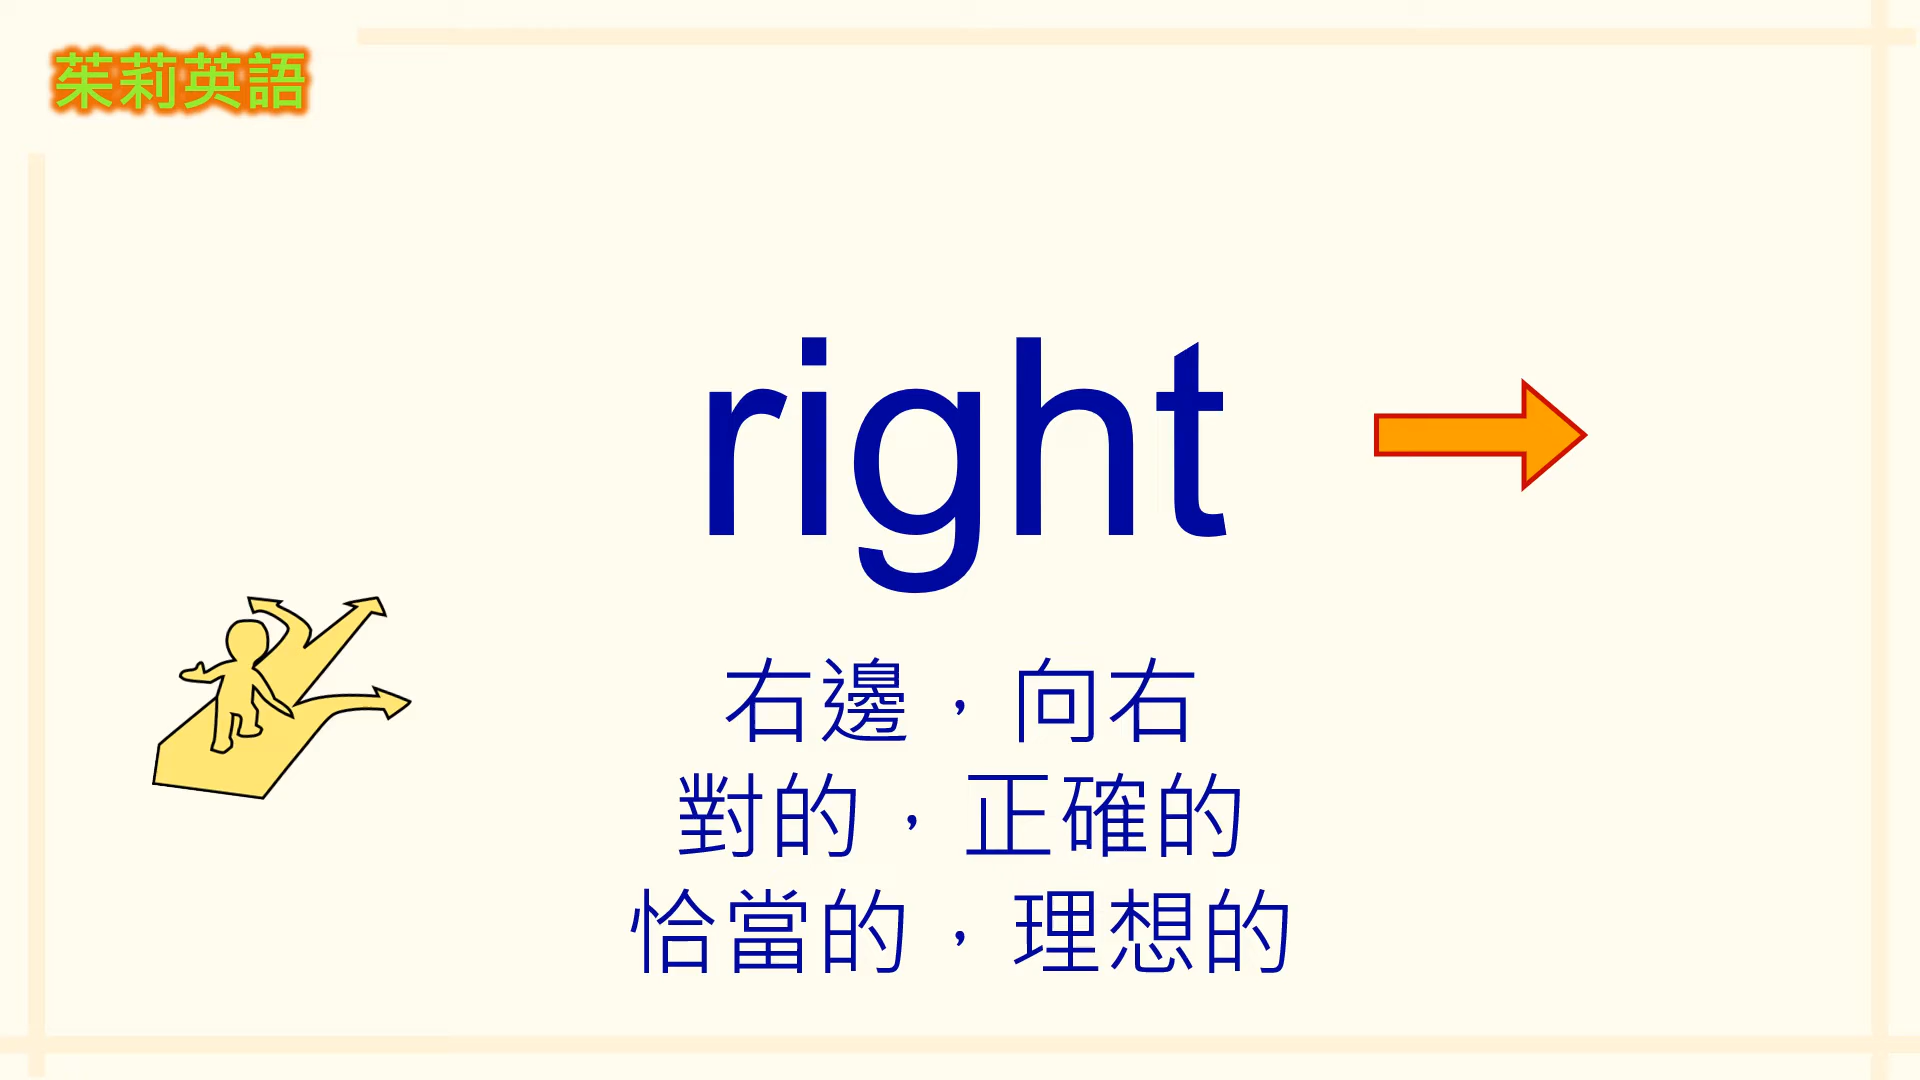 茱莉英語
right
右邊，向右
對的，正確的
恰當的，理想的